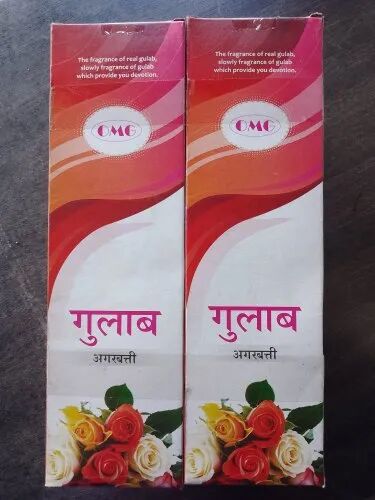 The fragrance of real gulab,
slowly fragrance of gulab
which provide you devotion.
OMG
गुलाब
अगरबत्ती
The fragrance of real gulab,
slowly fragrance of gulab
which provide you devotion.
OMG
गुलाब
अगरबत्ती